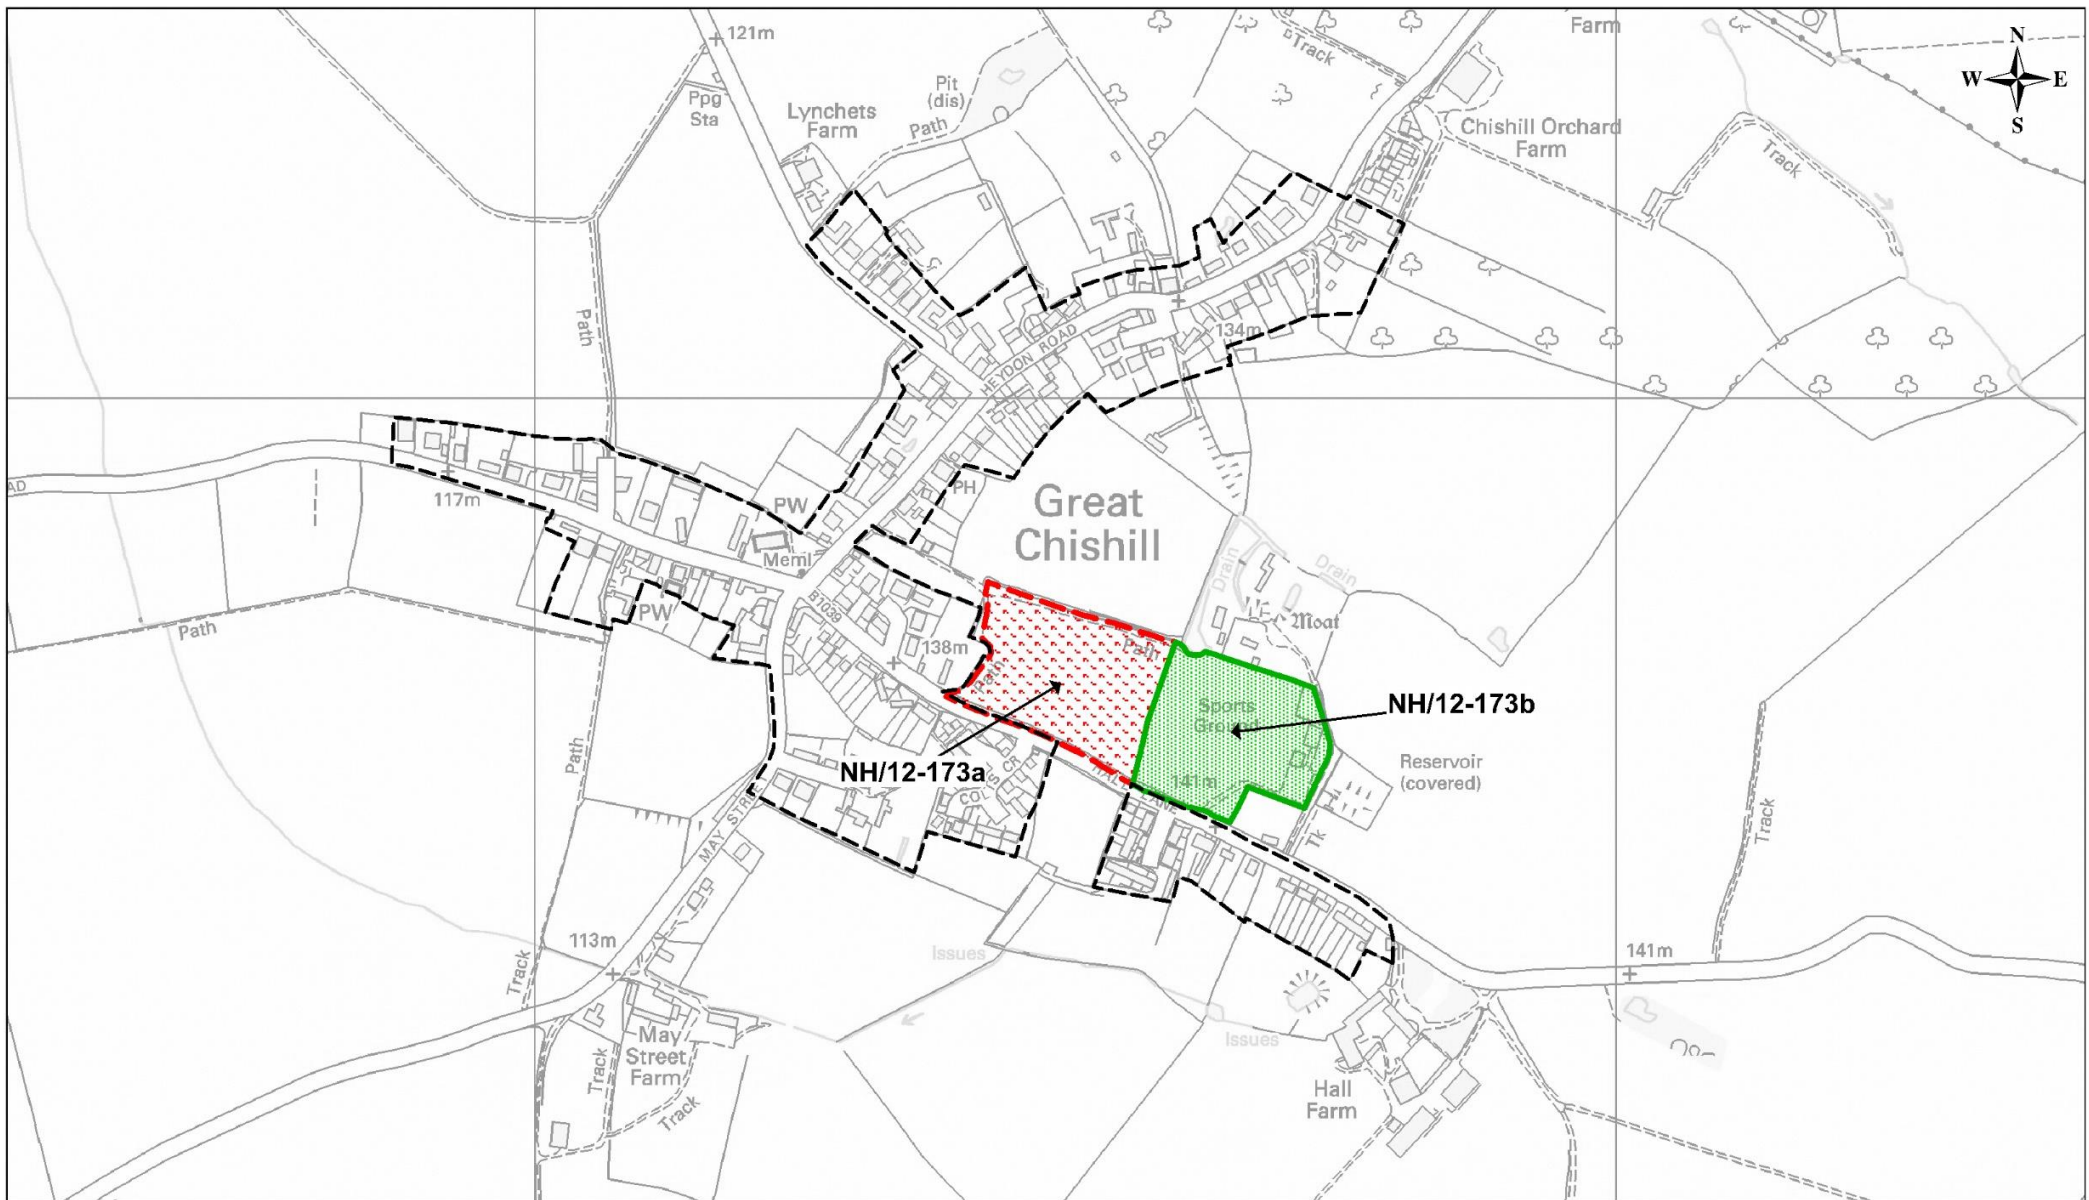 121m
Farm
N
W E
S
Track
Pit
(dis)
Path
Ppg
Sta
Lynchets
Farm
Chishill Orchard
Farm
Track
Path
134m
HEYDON ROAD
AD
117m
PW
PH
Great
Chishill
Meml
Drain
Drain
Moat
B1039
PW
Path
138m
Path
Path
Sports
Ground
NH/12-173b
NH/12-173a
Reservoir
(covered)
141m
HALL LANE
Path
MAY STREE
Tk
Track
113m
Track
Issues
141m
Issues
May
Street
Farm
Track
Track
Hall
Farm